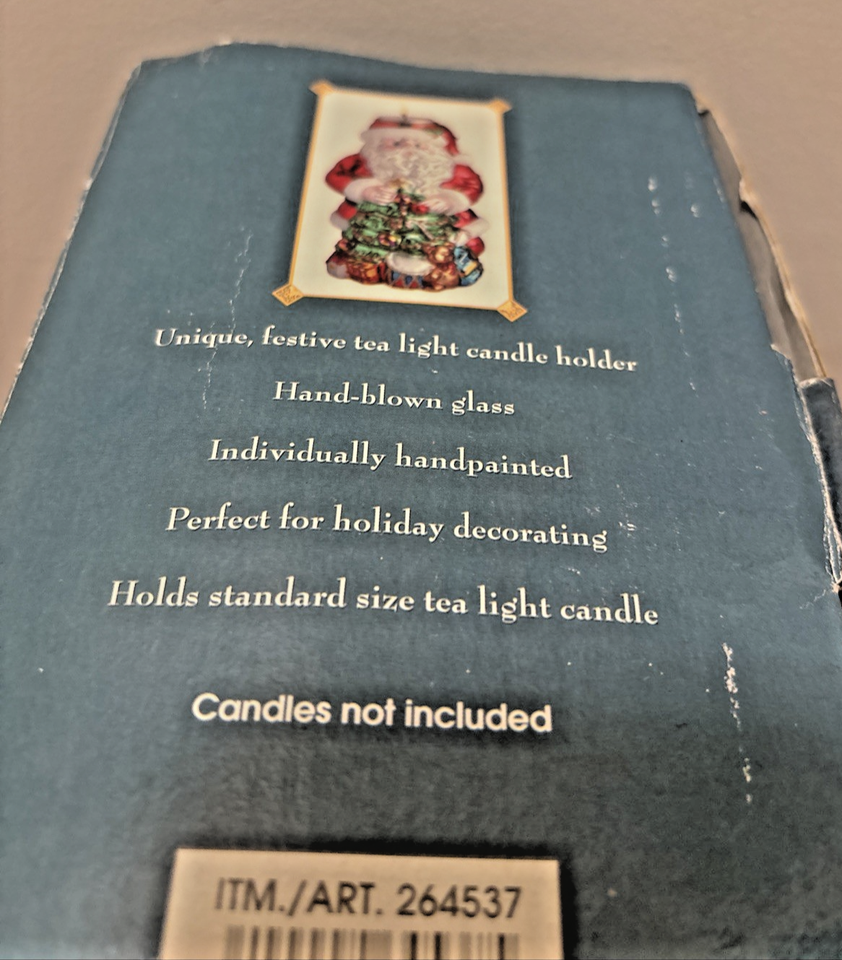 Unique, festive tea light candle holder
Hand-blown glass
Individually handpainted
Perfect for holiday decorating
Holds standard size tea light candle
Candles not included
ITM./ART. 264537